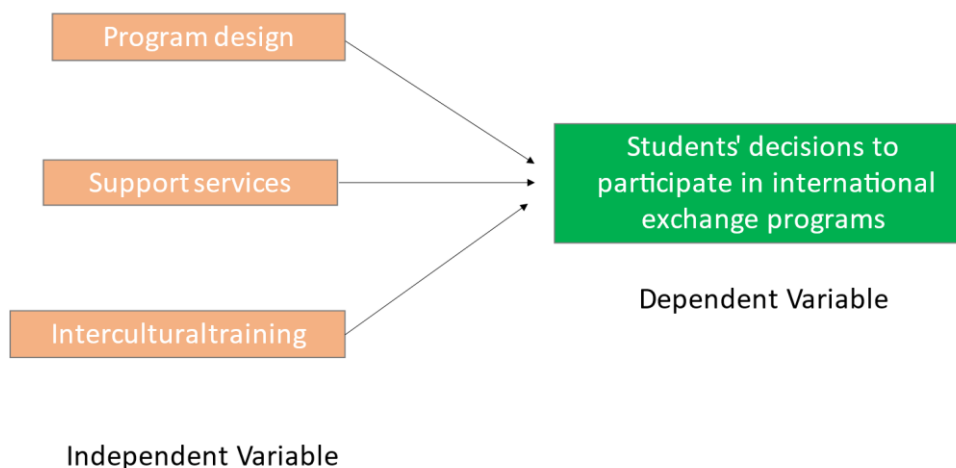 Program design
Support services
Interculturaltraining
Independent Variable
Students' decisions to
participate in international
exchange programs
Dependent Variable